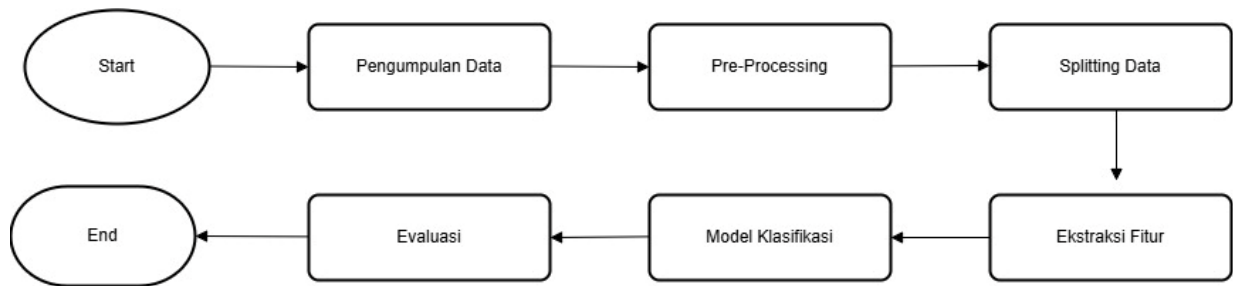 Start
Pengumpulan Data
Pre-Processing
Splitting Data
Ekstraksi Fitur
Model Klasifikasi
Evaluasi
End